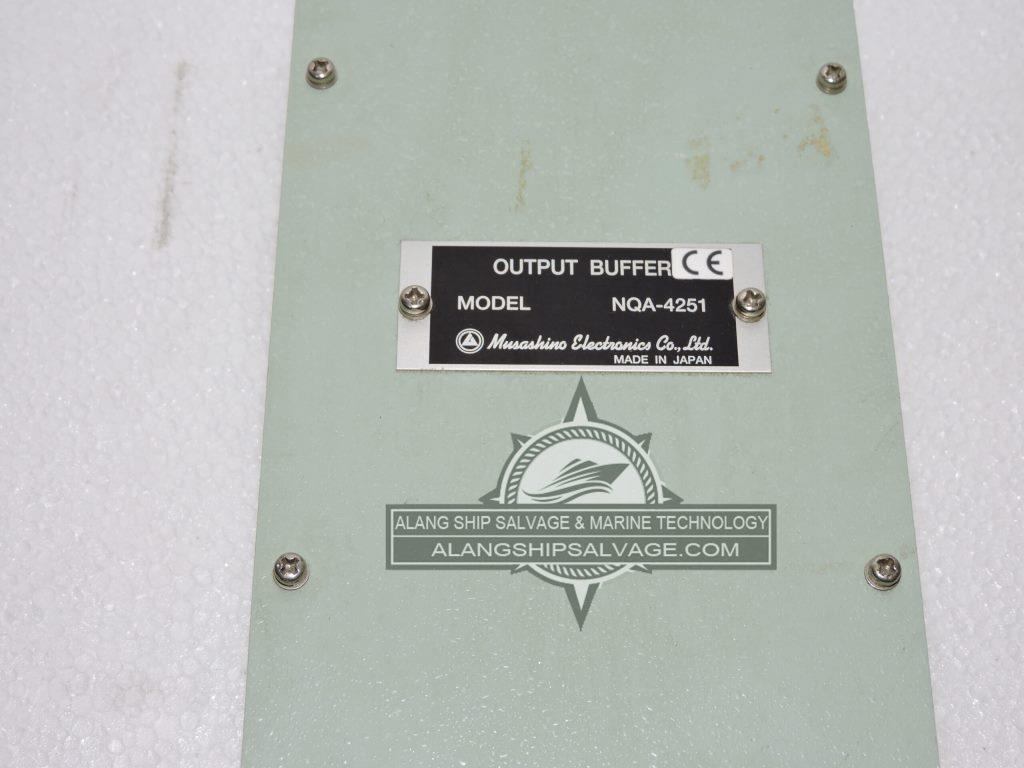 OUTPUT BUFFER CE
MODEL NQA-4251
Musashino Electronics Co., Ltd.
MADE IN JAPAN
ALANG SHIP SALVAGE & MARINE TECHNOLOGY
ALANGSHIPSALVAGE.COM